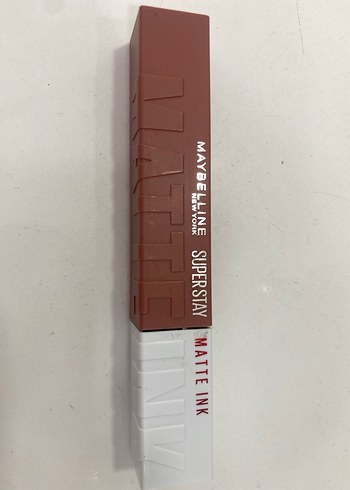 MAYBELLINE
NEW YORK
SUPERSTAY
MATTE INK
MATTE
INK